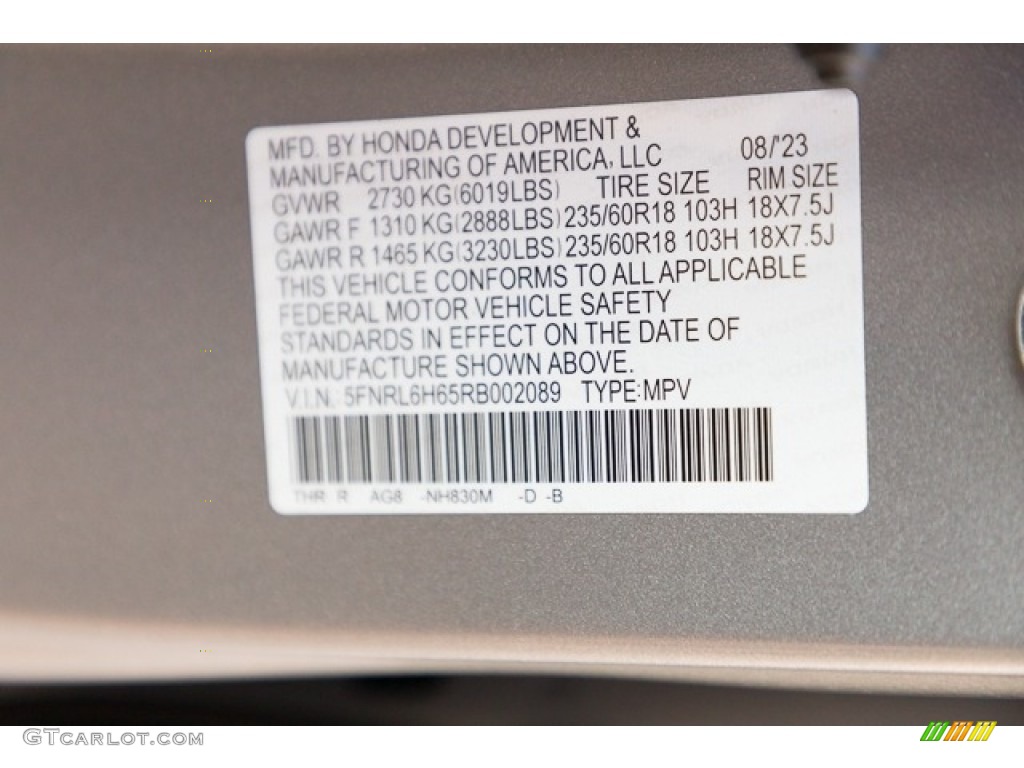 MFD. BY HONDA DEVELOPMENT &
MANUFACTURING OF AMERICA, LLC 08/'23
GVWR 2730 KG(6019LBS) TIRE SIZE RIM SIZE
GAWR F 1310 KG(2888LBS) 235/60R18 103H 18X7.5J
GAWR R 1465 KG(3230LBS) 235/60R18 103H 18X7.5J
THIS VEHICLE CONFORMS TO ALL APPLICABLE
FEDERAL MOTOR VEHICLE SAFETY
STANDARDS IN EFFECT ON THE DATE OF
MANUFACTURE SHOWN ABOVE.
V.I.N.: 5FNRL6H65RB002089 TYPE:MPV
THR R AG8 -NH830M -D -B
GTCarlot.com